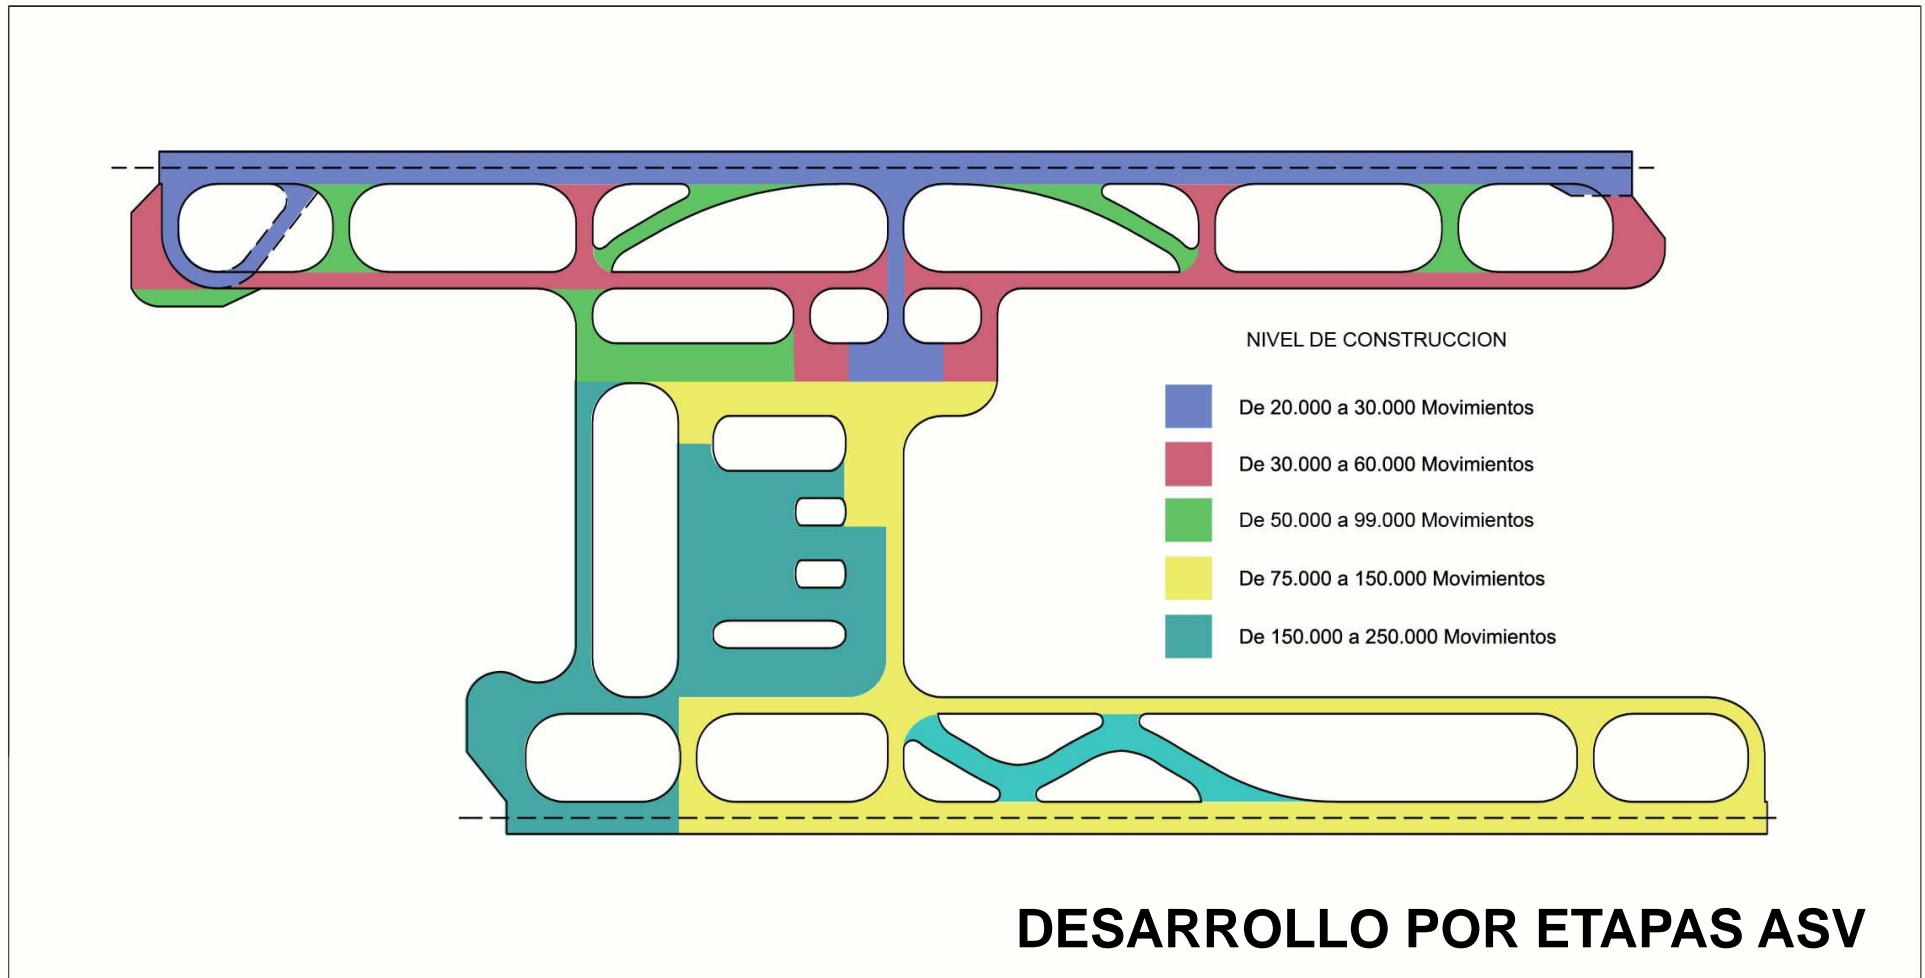 NIVEL DE CONSTRUCCION
De 20.000 a 30.000 Movimientos
De 30.000 a 60.000 Movimientos
De 50.000 a 99.000 Movimientos
De 75.000 a 150.000 Movimientos
De 150.000 a 250.000 Movimientos
DESARROLLO POR ETAPAS ASV